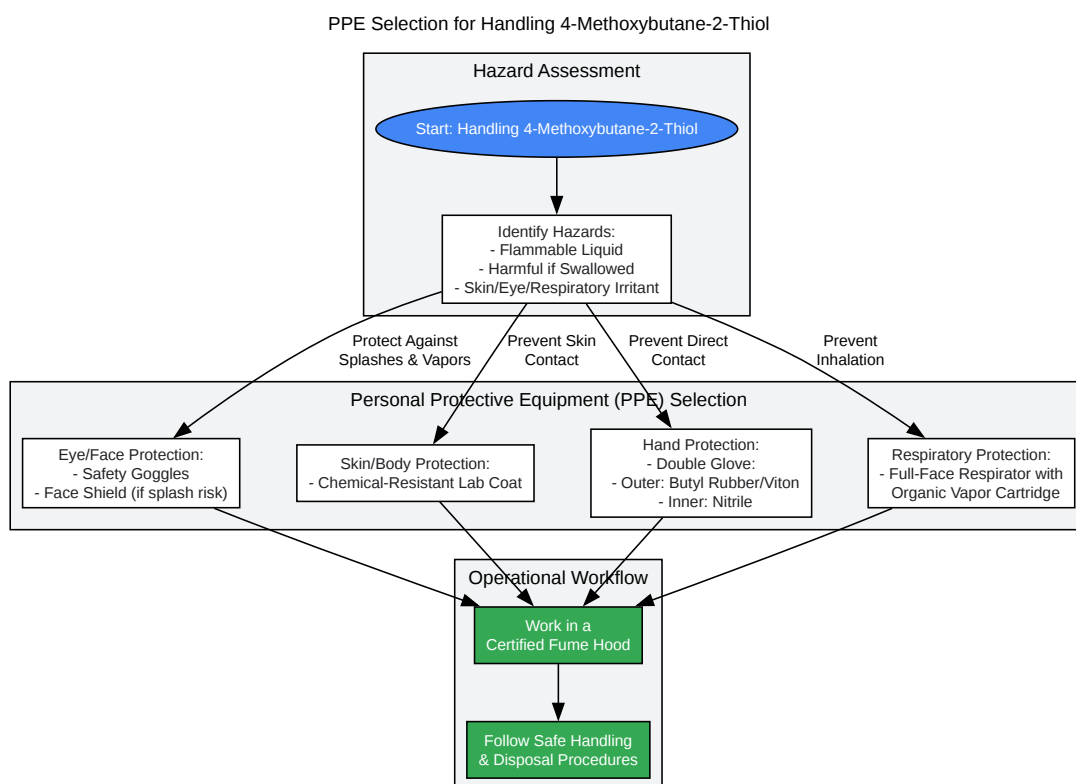 PPE Selection for Handling 4-Methoxybutane-2-Thiol
Hazard Assessment
Start: Handling 4-Methoxybutane-2-Thiol
Identify Hazards:
- Flammable Liquid
- Harmful if Swallowed
- Skin/Eye/Respiratory Irritant
Protect Against
Splashes & Vapors
Prevent Skin
Contact
Prevent Direct
Contact
Prevent
Inhalation
Personal Protective Equipment (PPE) Selection
Eye/Face Protection:
- Safety Goggles
- Face Shield (if splash risk)
Skin/Body Protection:
- Chemical-Resistant Lab Coat
Hand Protection:
- Double Glove:
- Outer: Butyl Rubber/Viton
- Inner: Nitrile
Respiratory Protection:
- Full-Face Respirator with
Organic Vapor Cartridge
Operational Workflow
Work in a
Certified Fume Hood
Follow Safe Handling
& Disposal Procedures